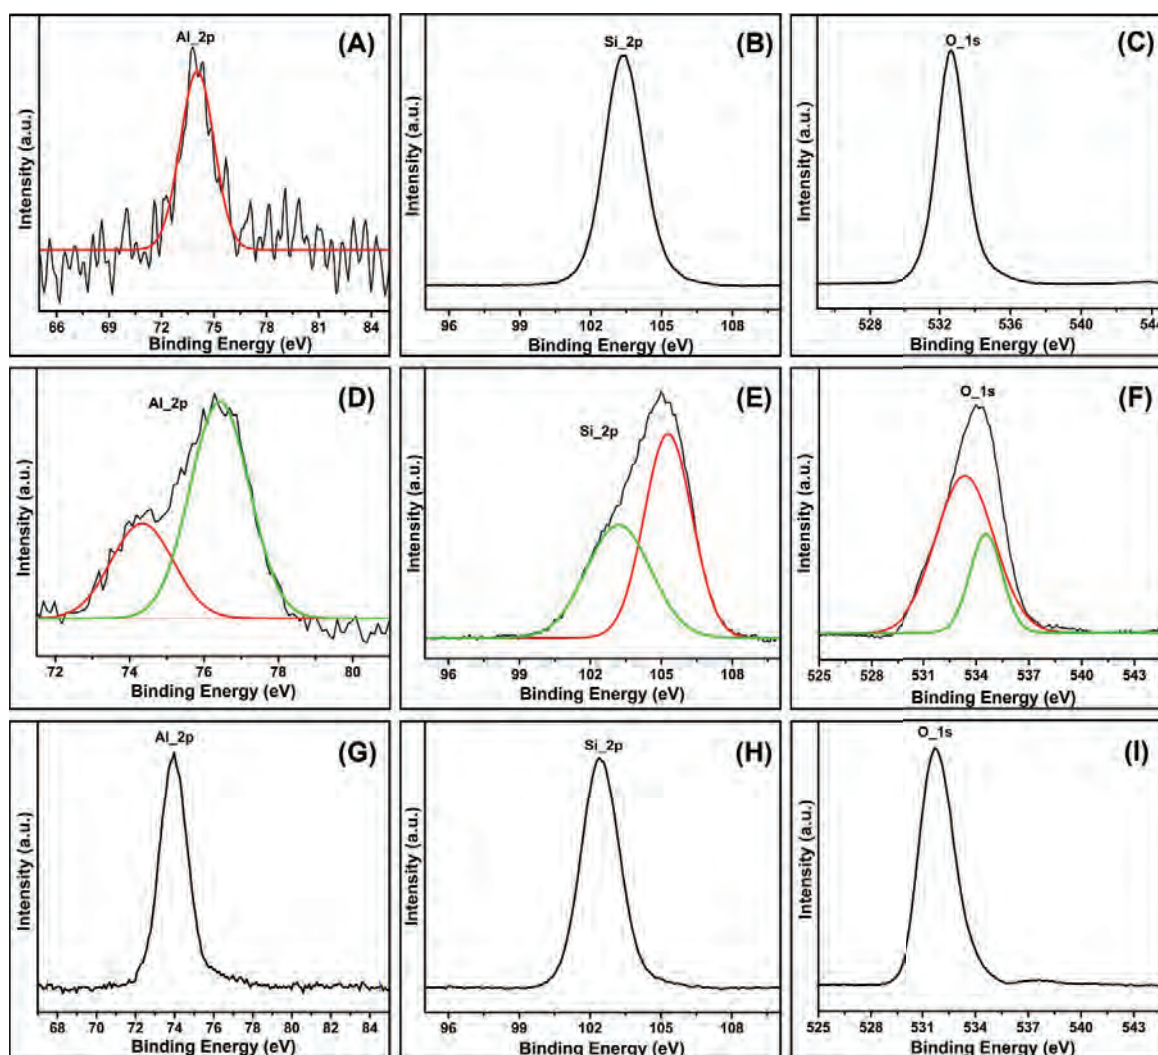 Al_2p
(A)
Intensity (a.u.)
66 69 72 75 78 81 84
Binding Energy (eV)
Si_2p
(B)
Intensity (a.u.)
96 99 102 105 108
Binding Energy (eV)
O_1s
(C)
Intensity (a.u.)
528 532 536 540 544
Binding Energy (eV)
Al_2p
(D)
Intensity (a.u.)
72 74 76 78 80
Binding Energy (eV)
Si_2p
(E)
Intensity (a.u.)
96 99 102 105 108
Binding Energy (eV)
O_1s
(F)
Intensity (a.u.)
525 528 531 534 537 540 543
Binding Energy (eV)
Al_2p
(G)
Intensity (a.u.)
68 70 72 74 76 78 80 82 84
Binding Energy (eV)
Si_2p
(H)
Intensity (a.u.)
96 99 102 105 108
Binding Energy (eV)
O_1s
(I)
Intensity (a.u.)
525 528 531 534 537 540 543
Binding Energy (eV)